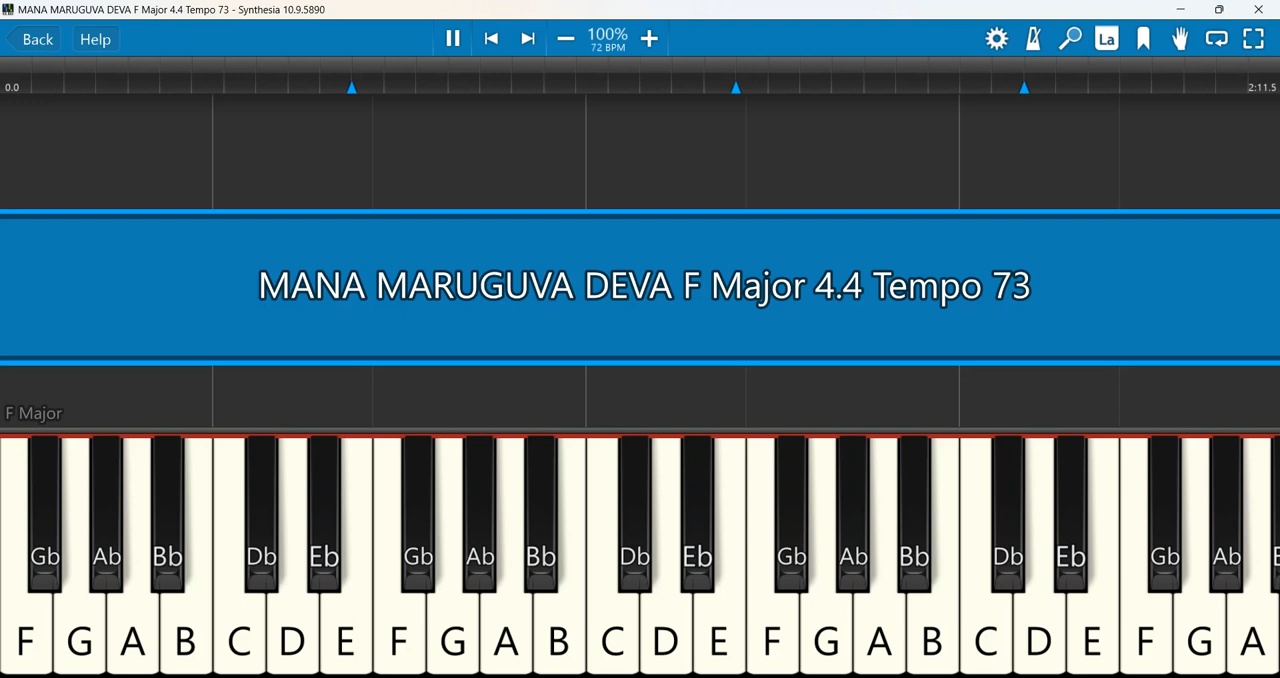 MANA MARUGUVA DEVA F Major 4.4 Tempo 73 - Synthesia 10.9.5890
Back Help 100% La
72 BPM
0.0 2:11.5
MANA MARUGUVA DEVA F Major 4.4 Tempo 73
F Major
Gb Ab Bb Db Eb Gb Ab Bb Db Eb Gb Ab Bb Db Eb Gb Ab
F G A B C D E F G A B C D E F G A B C D E F G A